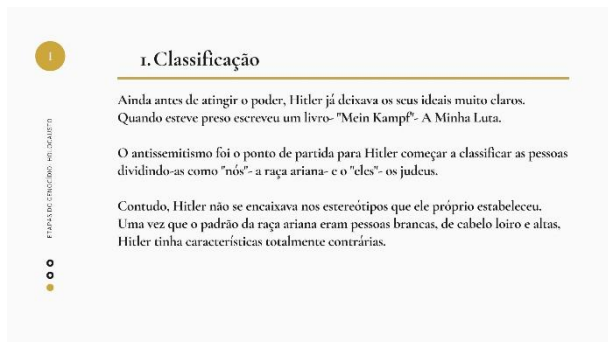 1
1. Classificação
ETAPAS DO GENOCÍDIO: HOLOCAUSTO
Ainda antes de atingir o poder, Hitler já deixava os seus ideais muito claros.
Quando esteve preso escreveu um livro- "Mein Kampf"- A Minha Luta.
O antissemitismo foi o ponto de partida para Hitler começar a classificar as pessoas
dividindo-as como "nós"- a raça ariana- e o "eles"- os judeus.
Contudo, Hitler não se encaixava nos estereótipos que ele próprio estabeleceu.
Uma vez que o padrão da raça ariana eram pessoas brancas, de cabelo loiro e altas,
Hitler tinha características totalmente contrárias.